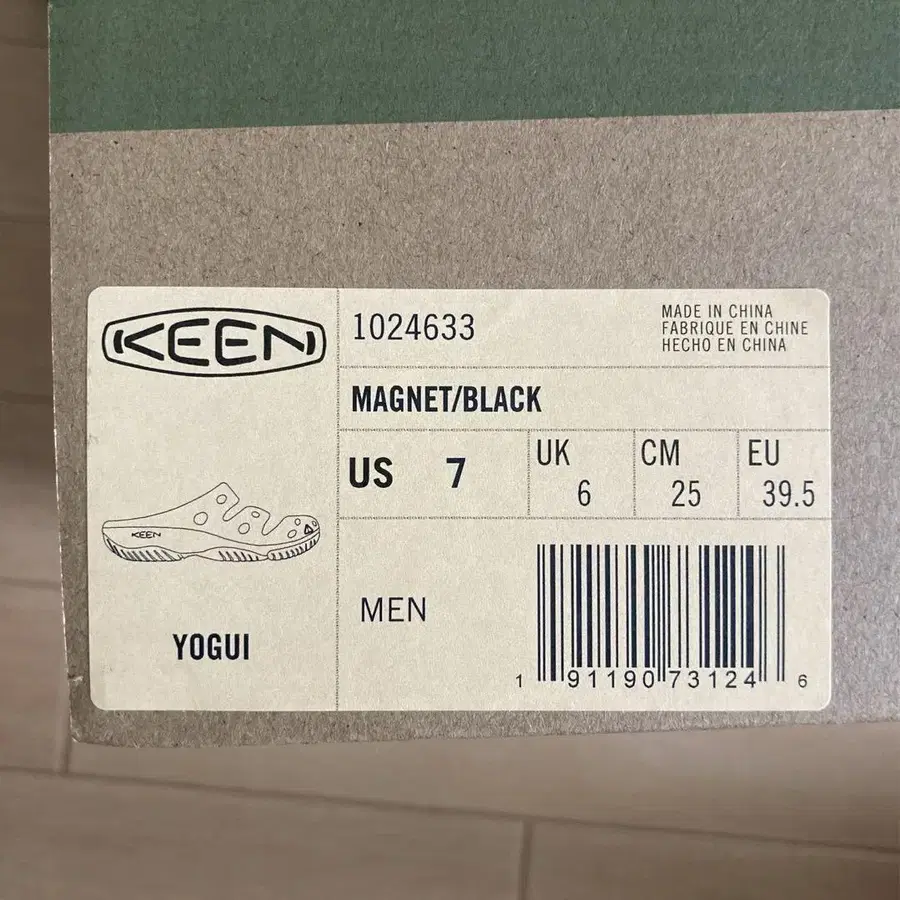 KEEN
1024633
MADE IN CHINA
FABRIQUE EN CHINE
HECHO EN CHINA
MAGNET/BLACK
US 7
UK 6
CM 25
EU 39.5
KEEN
YOGUI
MEN
1 91190 73124 6